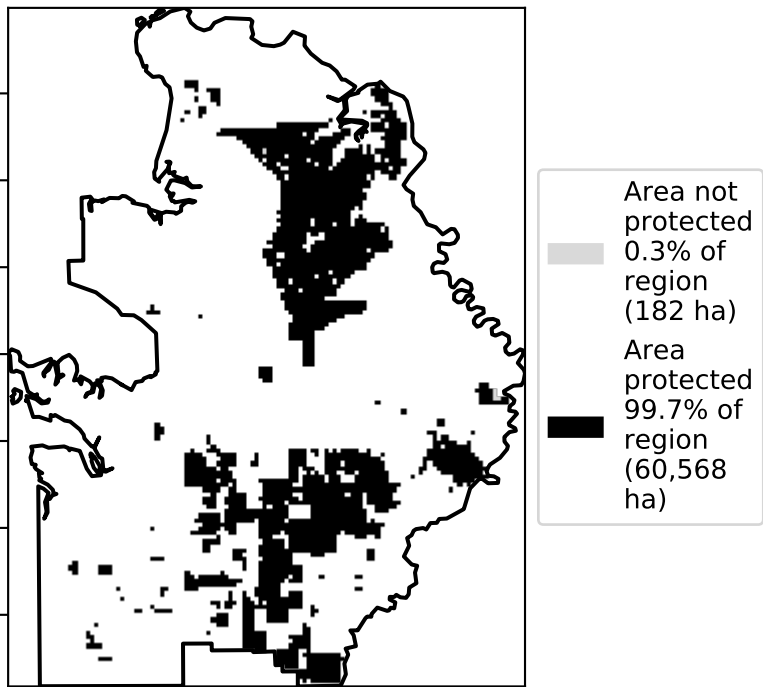 Area not
protected
0.3% of
region
(182 ha)
Area
protected
99.7% of
region
(60,568
ha)